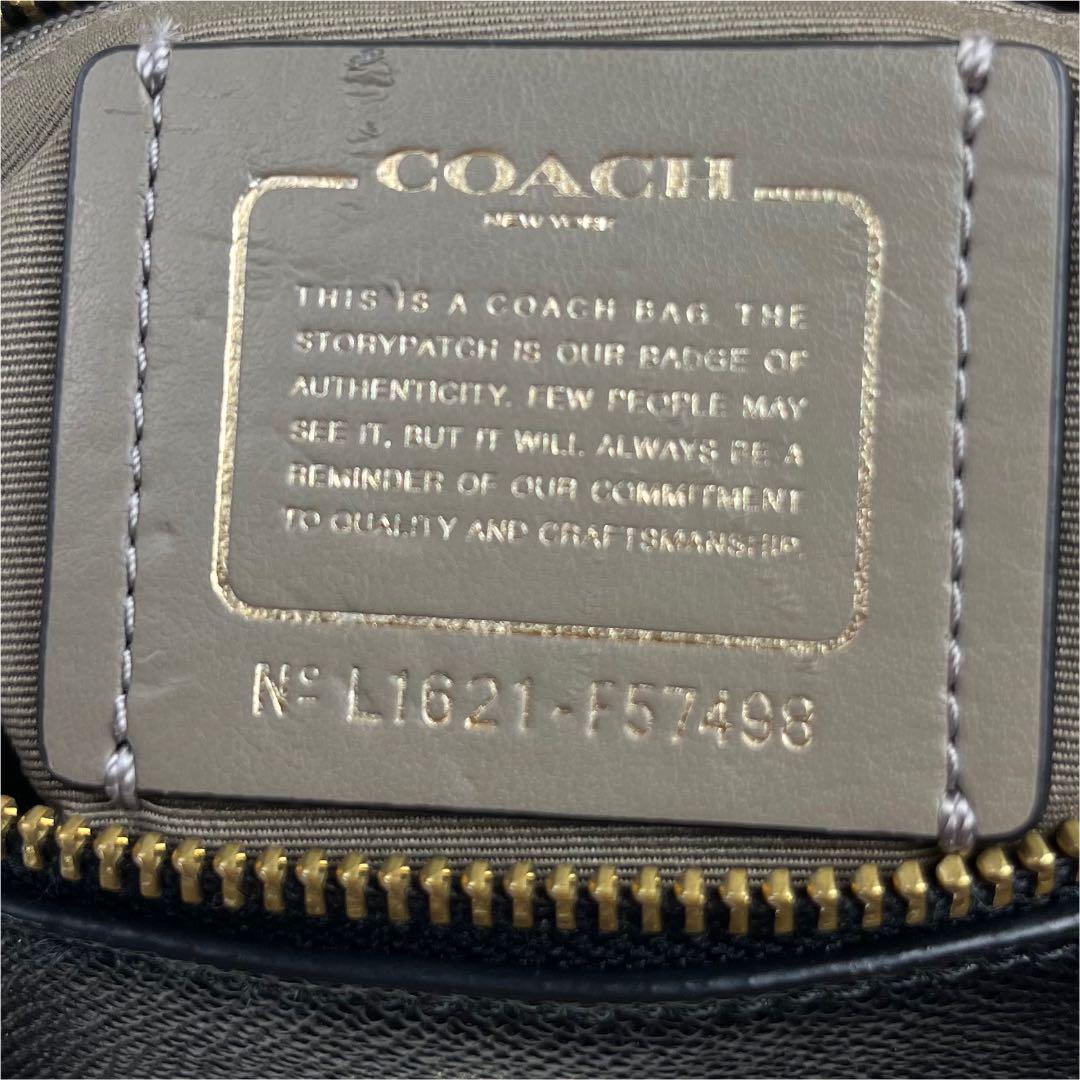 COACH
NEW YORK
THIS IS A COACH BAG. THE
STORYPATCH IS OUR BADGE OF
AUTHENTICITY. FEW PEOPLE MAY
SEE IT, BUT IT WILL ALWAYS BE A
REMINDER OF OUR COMMITMENT
TO QUALITY AND CRAFTSMANSHIP.
Nº L1621-F57498